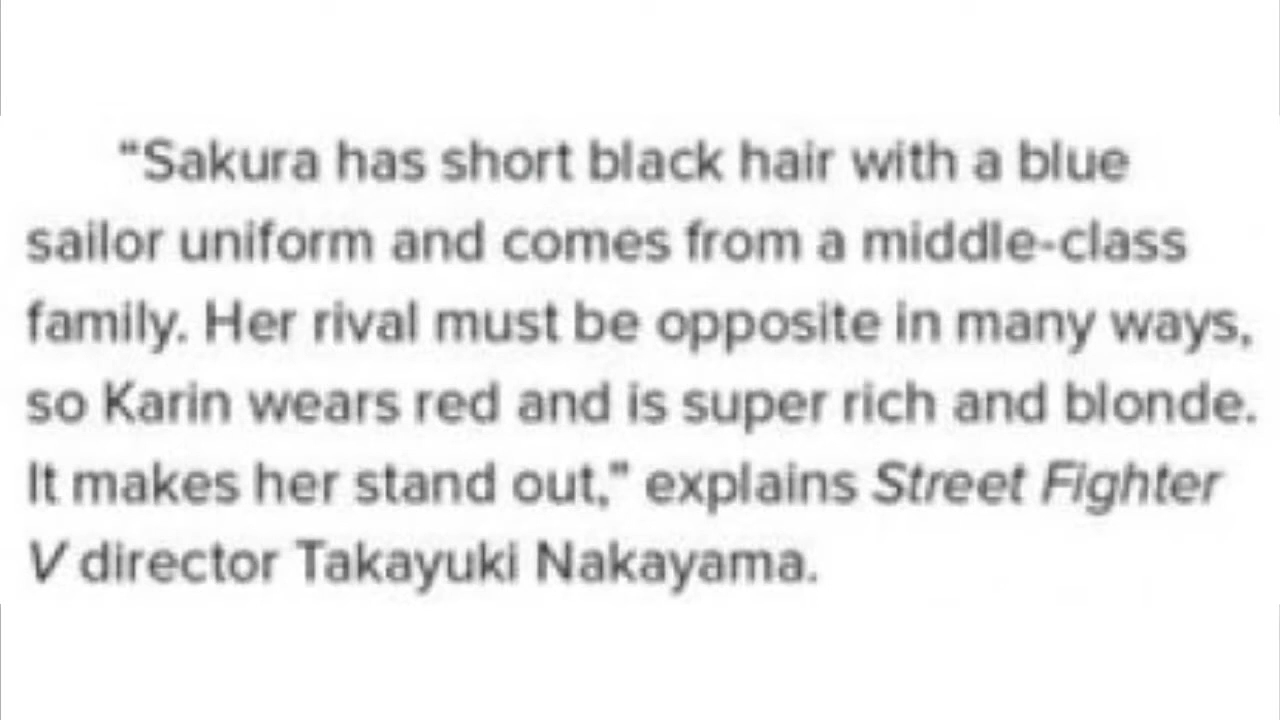 “Sakura has short black hair with a blue
sailor uniform and comes from a middle-class
family. Her rival must be opposite in many ways,
so Karin wears red and is super rich and blonde.
It makes her stand out,” explains Street Fighter
V director Takayuki Nakayama.